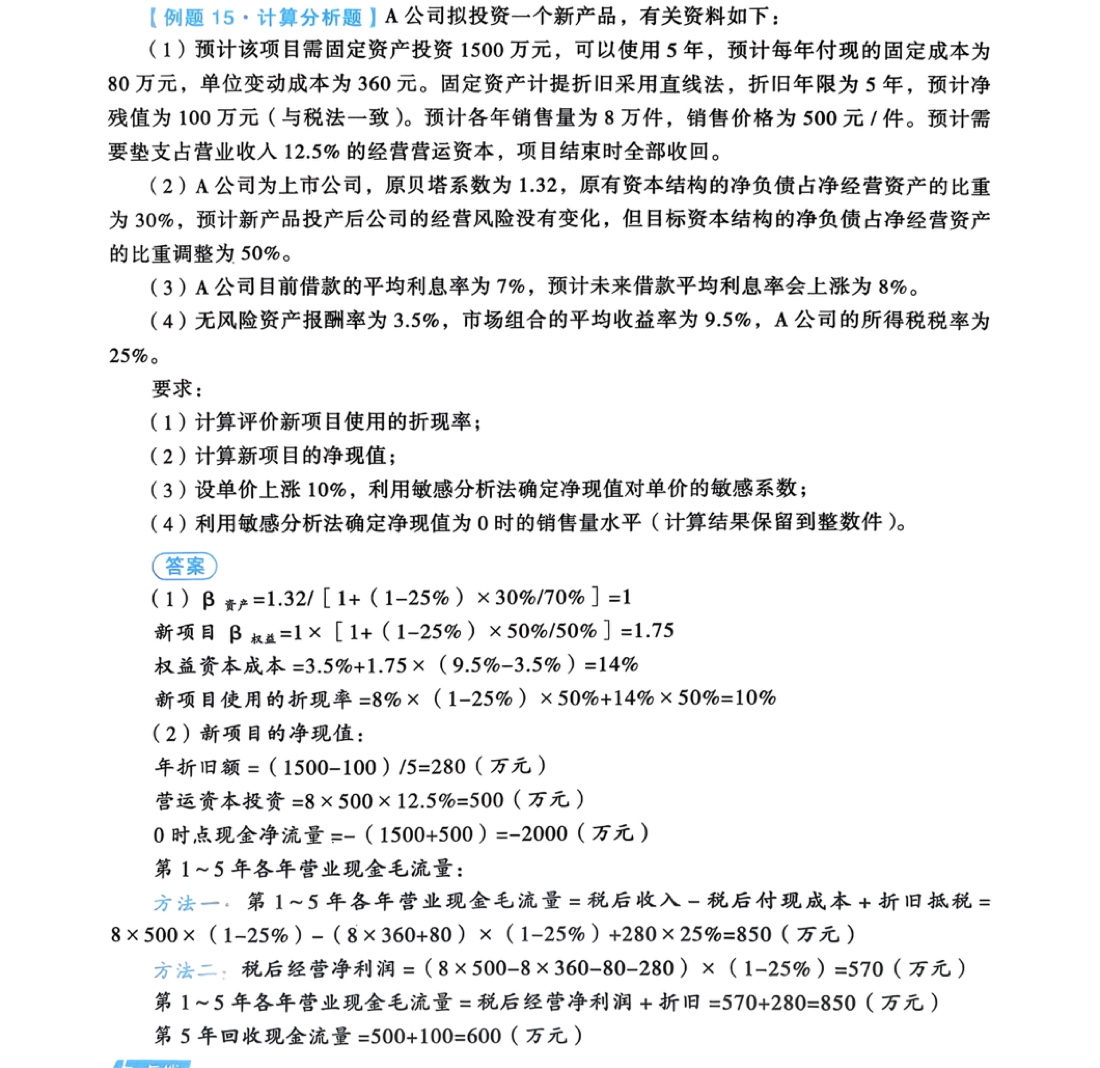 【例题 15·计算分析题】A 公司拟投资一个新产品，有关资料如下：
（1）预计该项目需固定资产投资 1500 万元，可以使用 5 年，预计每年付现的固定成本为
80 万元，单位变动成本为 360 元。固定资产计提折旧采用直线法，折旧年限为 5 年，预计净
残值为 100 万元（与税法一致）。预计各年销售量为 8 万件，销售价格为 500 元 / 件。预计需
要垫支占营业收入 12.5% 的经营营运资本，项目结束时全部收回。
（2）A 公司为上市公司，原贝塔系数为 1.32，原有资本结构的净负债占净经营资产的比重
为 30%，预计新产品投产后公司的经营风险没有变化，但目标资本结构的净负债占净经营资产
的比重调整为 50%。
（3）A 公司目前借款的平均利息率为 7%，预计未来借款平均利息率会上涨为 8%。
（4）无风险资产报酬率为 3.5%，市场组合的平均收益率为 9.5%，A 公司的所得税税率为
25%。
要求：
（1）计算评价新项目使用的折现率；
（2）计算新项目的净现值；
（3）设单价上涨 10%，利用敏感分析法确定净现值对单价的敏感系数；
（4）利用敏感分析法确定净现值为 0 时的销售量水平（计算结果保留到整数件）。
答案
（1）β 资产=1.32/［1+（1-25%）×30%/70%］=1
新项目 β 权益=1×［1+（1-25%）×50%/50%］=1.75
权益资本成本 =3.5%+1.75×（9.5%-3.5%）=14%
新项目使用的折现率 =8%×（1-25%）×50%+14%×50%=10%
（2）新项目的净现值：
年折旧额 =（1500-100）/5=280（万元）
营运资本投资 =8×500×12.5%=500（万元）
0 时点现金净流量 =-（1500+500）=-2000（万元）
第 1~5 年各年营业现金毛流量：
方法一：第 1~5 年各年营业现金毛流量 = 税后收入 - 税后付现成本 + 折旧抵税 =
8×500×（1-25%）-（8×360+80）×（1-25%）+280×25%=850（万元）
方法二：税后经营净利润 =（8×500-8×360-80-280）×（1-25%）=570（万元）
第 1~5 年各年营业现金毛流量 = 税后经营净利润 + 折旧 =570+280=850（万元）
第 5 年回收现金流量 =500+100=600（万元）